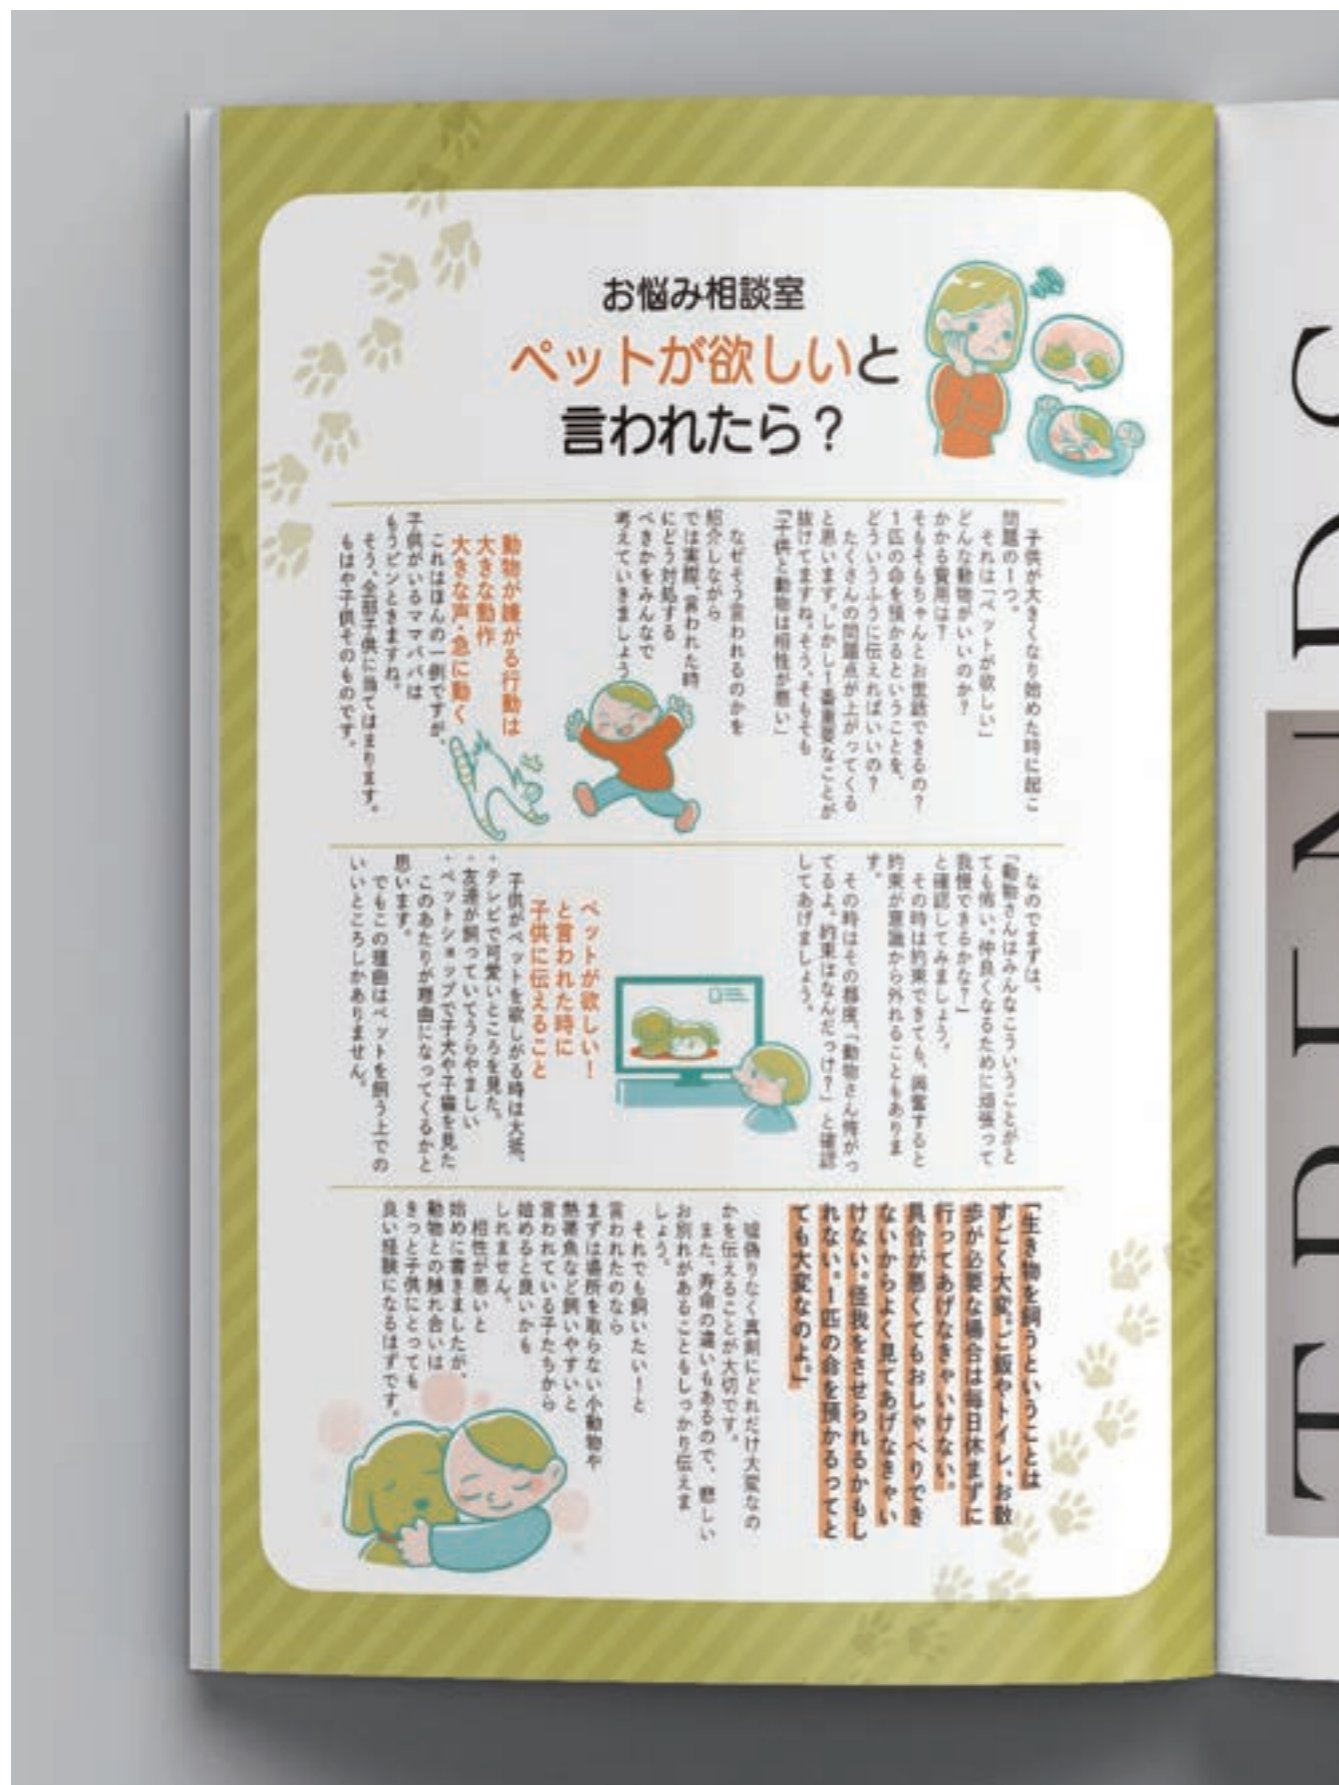 お悩み相談室
ペットが欲しいと
言われたら？
子供が大きくなり始めた時に起こ
問題の1つ。
それは「ペットが欲しい」
どんな動物がいいのか？
かかる費用は？
そもそもちゃんとお世話できるの？
1匹の命を預かるということを、
どういうふうに伝えればいいの？
たくさんの問題点が上がってくる
と思います。しかし1番重要なことが
抜けてますね。そう、そもそも
「子供と動物は相性が悪い」
なぜそう言われるのかを
紹介しながら
では実際、言われた時
にどう対処する
べきかをみんなで
考えていきましょう
動物が嫌がる行動は
大きな動作
大きな声・急に動く
これはほんの一例ですが、
子供がいるママパパは
もうピンときますね。
そう、全部子供に当てはまります。
もはや子供そのものです。
なのでまずは、
「動物さんはみんなこういうことがと
ても怖い。仲良くなるために頑張って
我慢できるかな？」
と確認してみましょう。
その時は約束できても、興奮すると
約束が意識から外れることもありま
す。
その時はその都度、「動物さん怖がっ
てるよ。約束はなんだっけ？」と確認
してあげましょう。
ペットが欲しい！
と言われた時に
子供に伝えること
子供がペットを欲しがる時は大抵、
・テレビで可愛いところを見た。
・友達が飼っていてうらやましい
・ペットショップで子犬や子猫を見た
このあたりが理由になってくるかと
思います。
でもこの理由はペットを飼う上での
いいところしかありません。
「生き物を飼うということは
すごく大変。ご飯やトイレ、お散
歩が必要な場合は毎日休まずに
行ってあげなきゃいけない。
具合が悪くてもおしゃべりでき
ないからよく見てあげなきゃい
けない。怪我をさせられるかもし
れない。1匹の命を預かるってと
ても大変なのよ。」
嘘偽りなく真剣にどれだけ大変なの
かを伝えることが大切です。
また、寿命の違いもあるので、悲しい
お別れがあることもしっかり伝えま
しょう。
それでも飼いたい！と
言われたのなら
まずは場所を取らない小動物や
熱帯魚など飼いやすいと
言われている子たちから
始めると良いかも
しれません。
相性が悪いと
始めに書きましたが、
動物との触れ合いは
きっと子供にとっても
良い経験になるはずです。